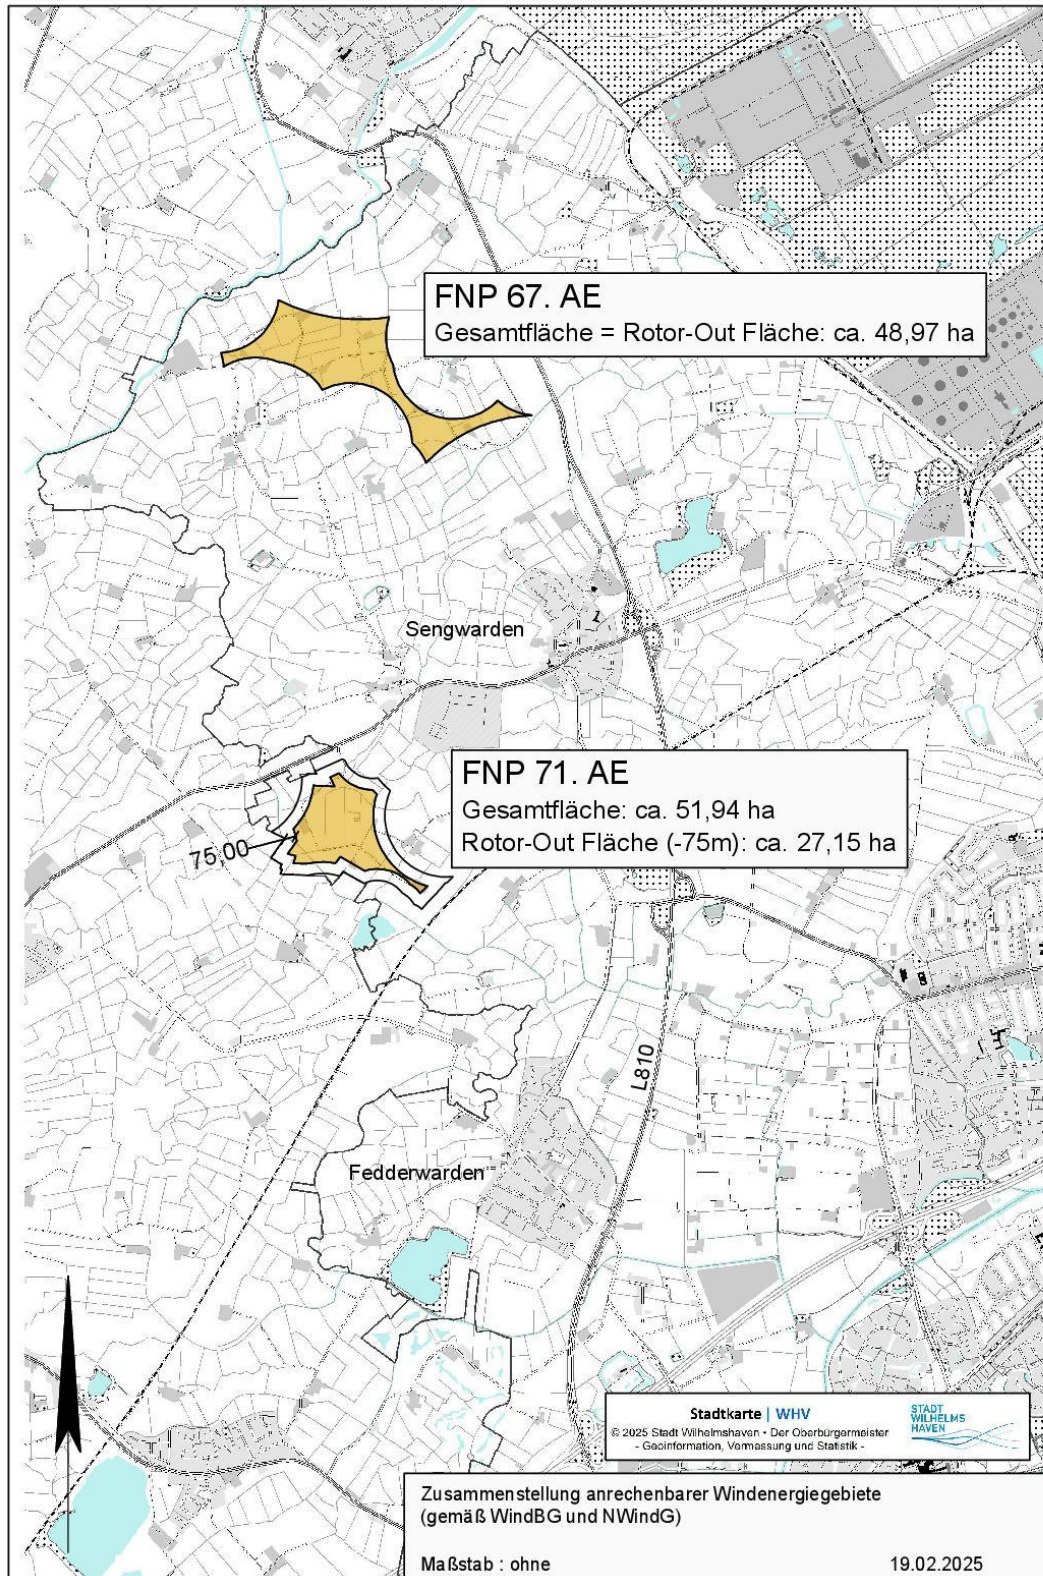 FNP 67. AE
Gesamtfläche = Rotor-Out Fläche: ca. 48,97 ha
Sengwarden
FNP 71. AE
Gesamtfläche: ca. 51,94 ha
Rotor-Out Fläche (-75m): ca. 27,15 ha
75,00
L810
Fedderwarden
Stadtkarte | WHV
© 2025 Stadt Wilhelmshaven • Der Oberbürgermeister
- Geoinformation, Vermessung und Statistik -
STADT
WILHELMS
HAVEN
Zusammenstellung anrechenbarer Windenergiegebiete
(gemäß WindBG und NWindG)
Maßstab : ohne
19.02.2025